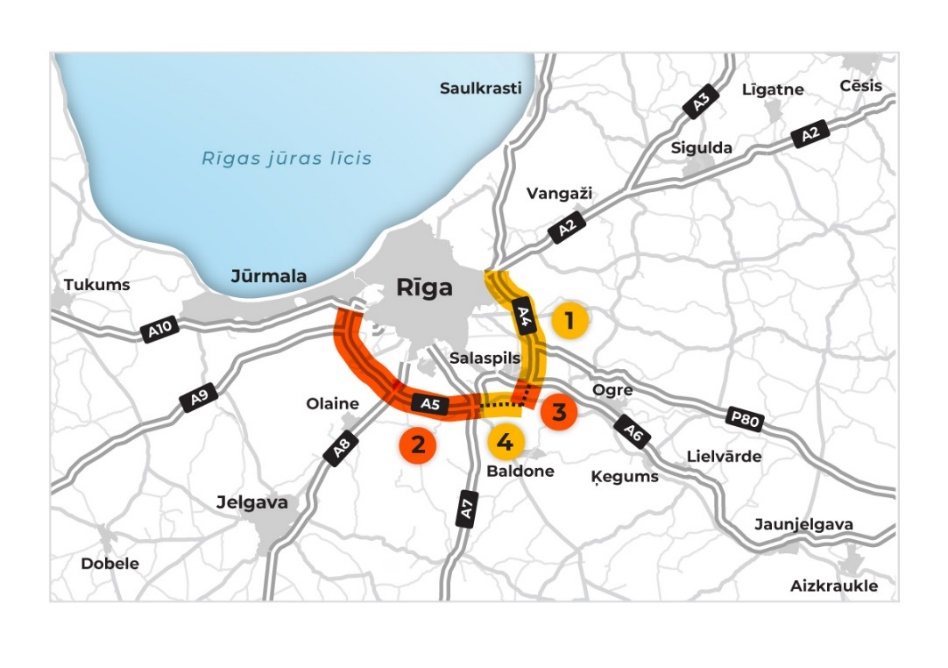 Saulkrasti
Līgatne
Cēsis
A3
A2
Sigulda
Rīgas jūras līcis
Vangaži
A2
Jūrmala
Tukums
Rīga
A10
A4
1
Salaspils
Ogre
A9
Olaine
A5
3
P80
2
4
A8
A6
Baldone
Lielvārde
Ķegums
Jelgava
A7
Jaunjelgava
Dobele
Aizkraukle